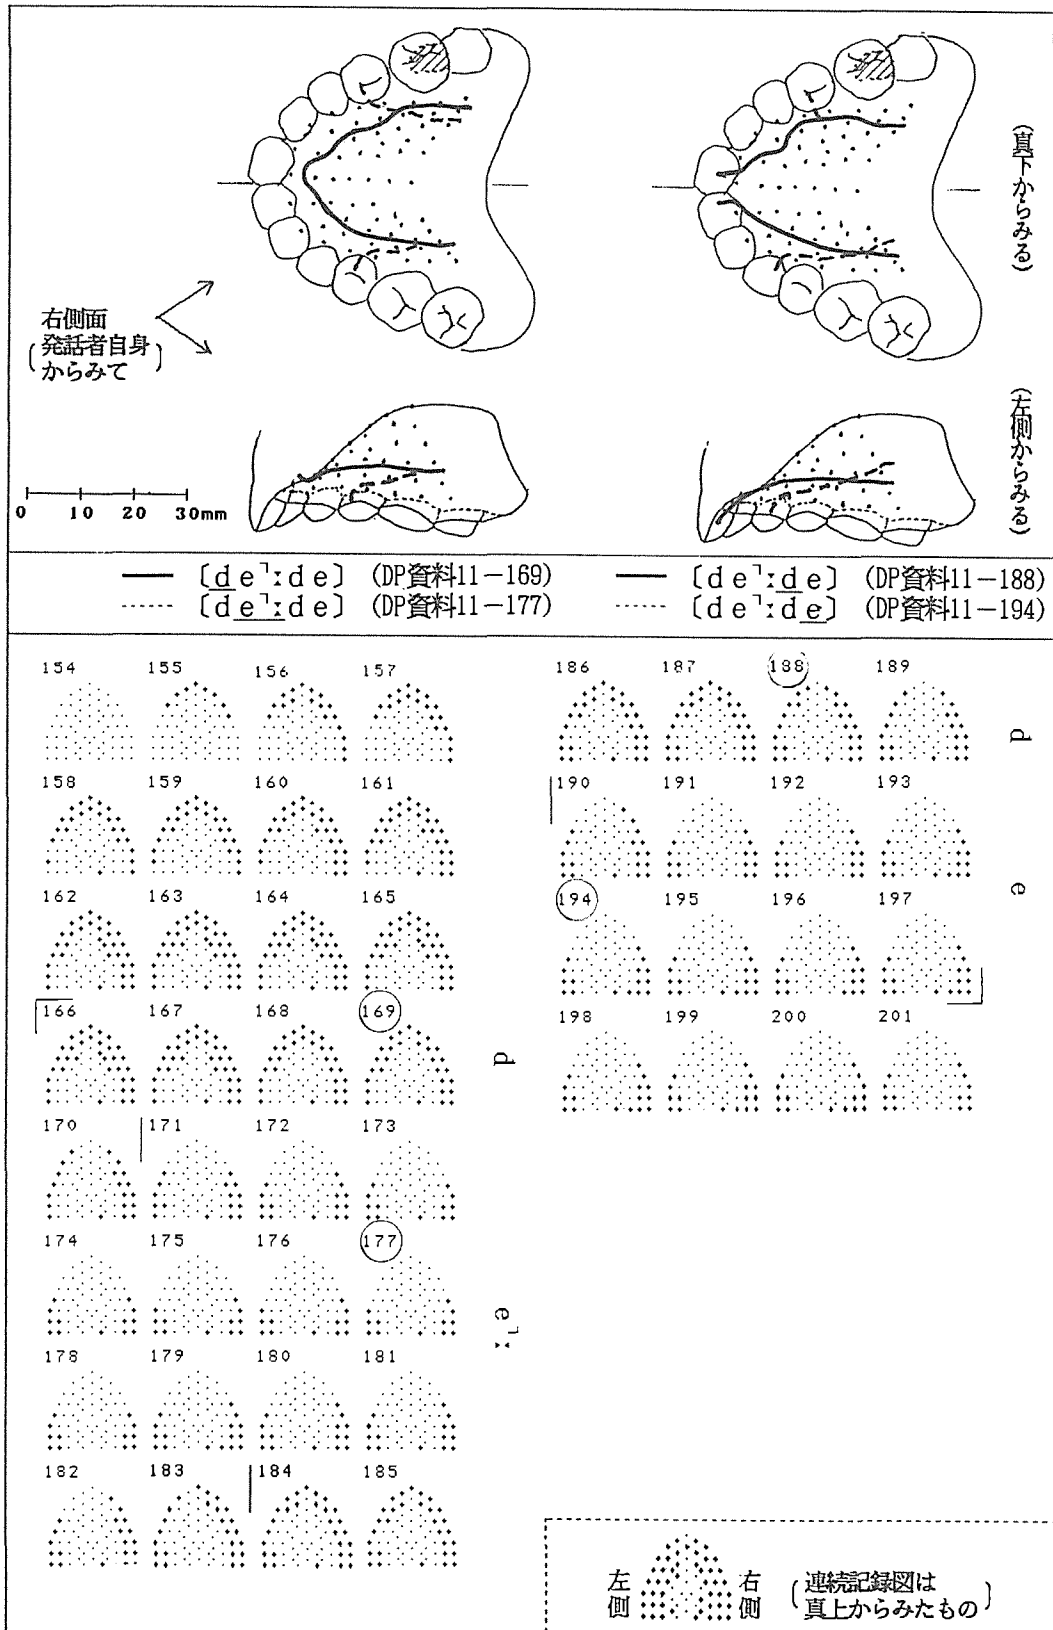 (真下からみる)
右側面
(発話者自身
からみて)
(左側からみる)
0 10 20 30mm
[de˥ːde] (DP資料11-169) [de˥ːde] (DP資料11-188)
[de˥ːde] (DP資料11-177) [de˥ːde] (DP資料11-194)
154 155 156 157
158 159 160 161
162 163 164 165
166 167 168 169
d
170 171 172 173
174 175 176 177
e˥ː
178 179 180 181
182 183 184 185
186 187 188 189
d
190 191 192 193
e
194 195 196 197
198 199 200 201
左側 右側
(連続記録図は
真上からみたもの)